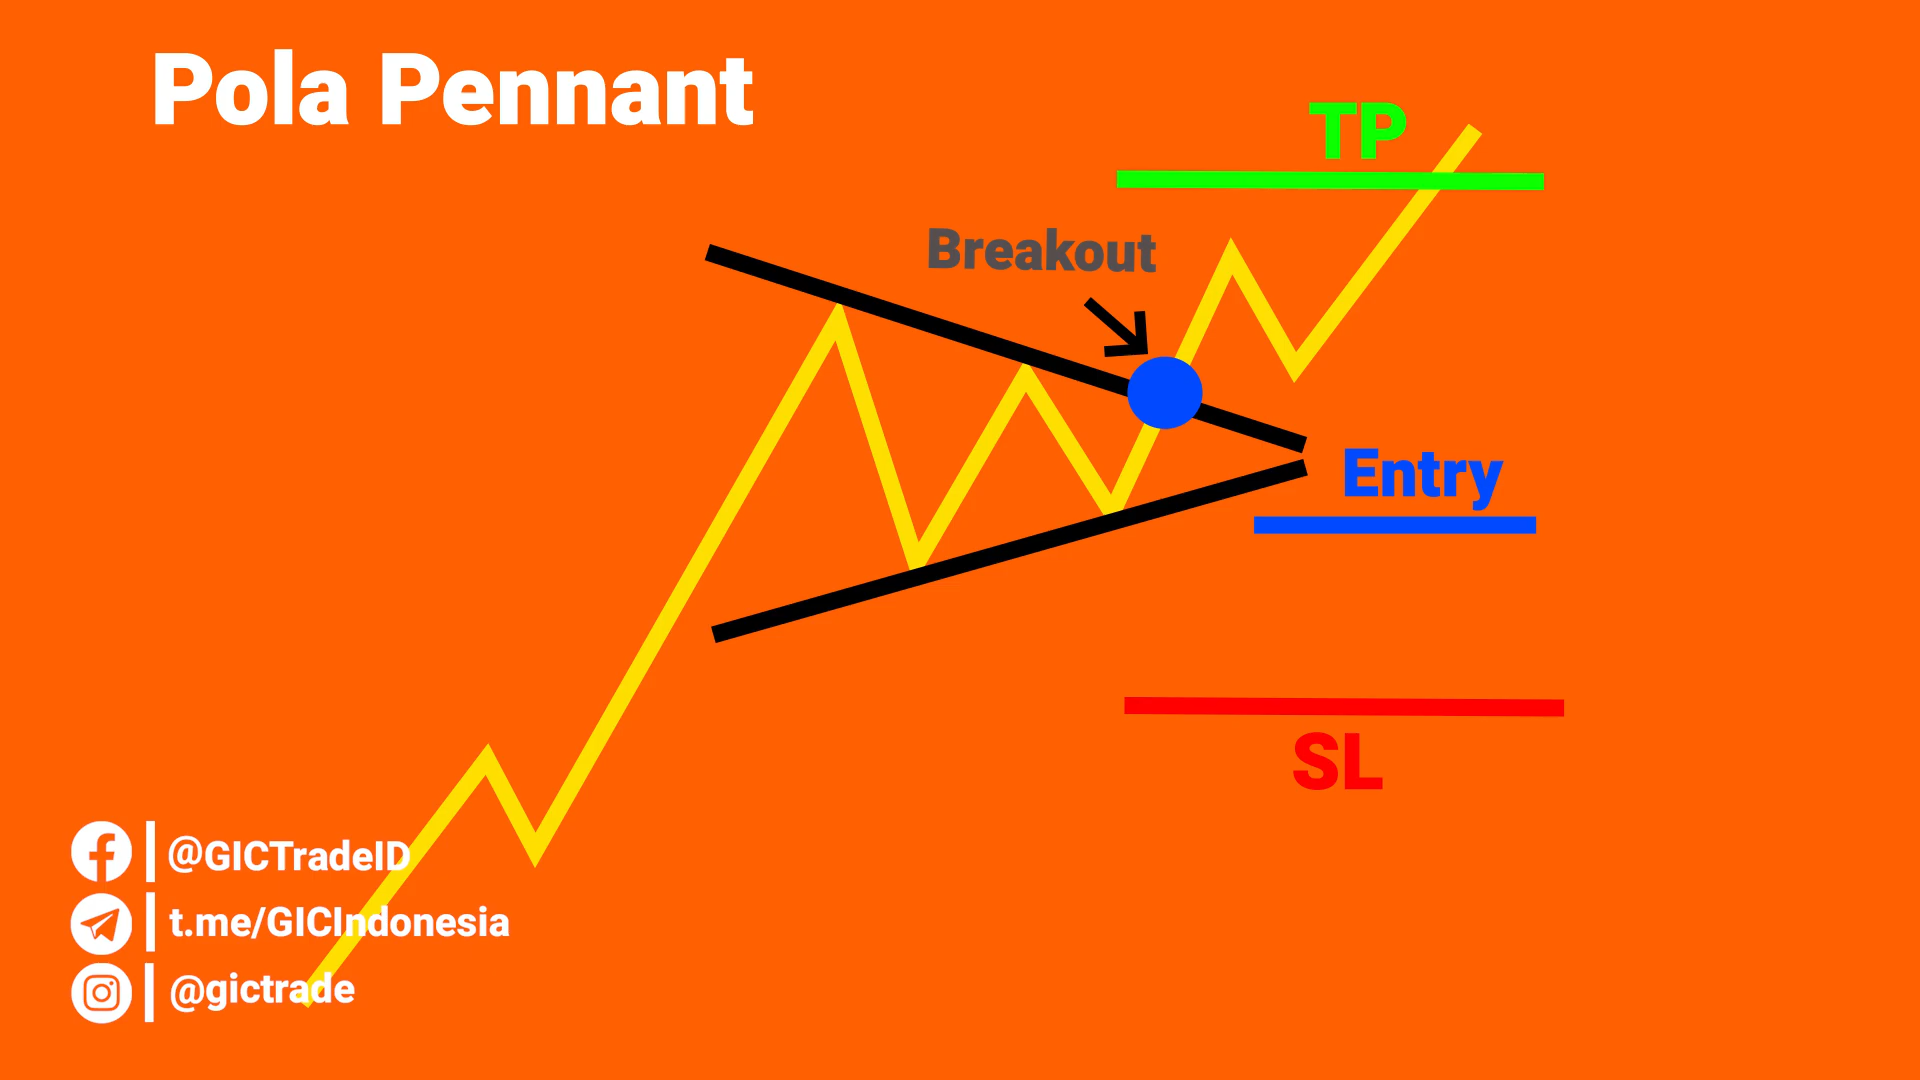 Pola Pennant
TP
Breakout
Entry
SL
@GICTradeID
t.me/GICIndonesia
@gictrade